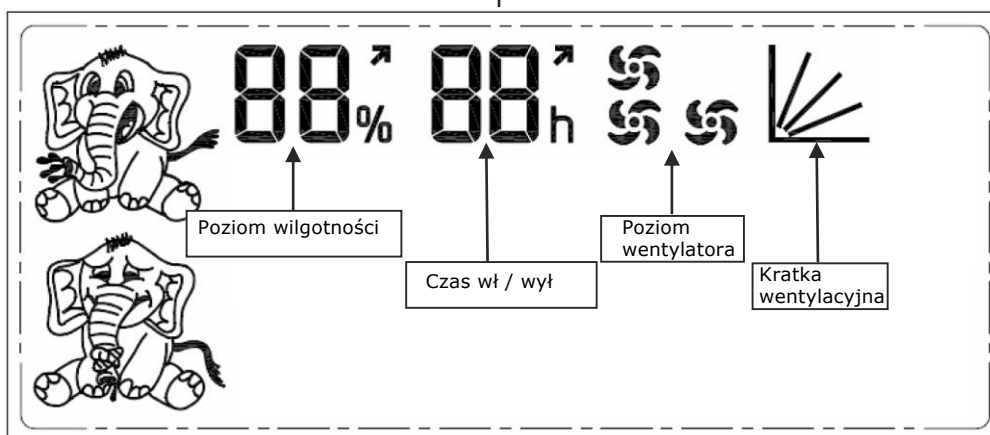 88%
88h
Poziom wilgotności
Czas wł / wył
Poziom
wentylatora
Kratka
wentylacyjna